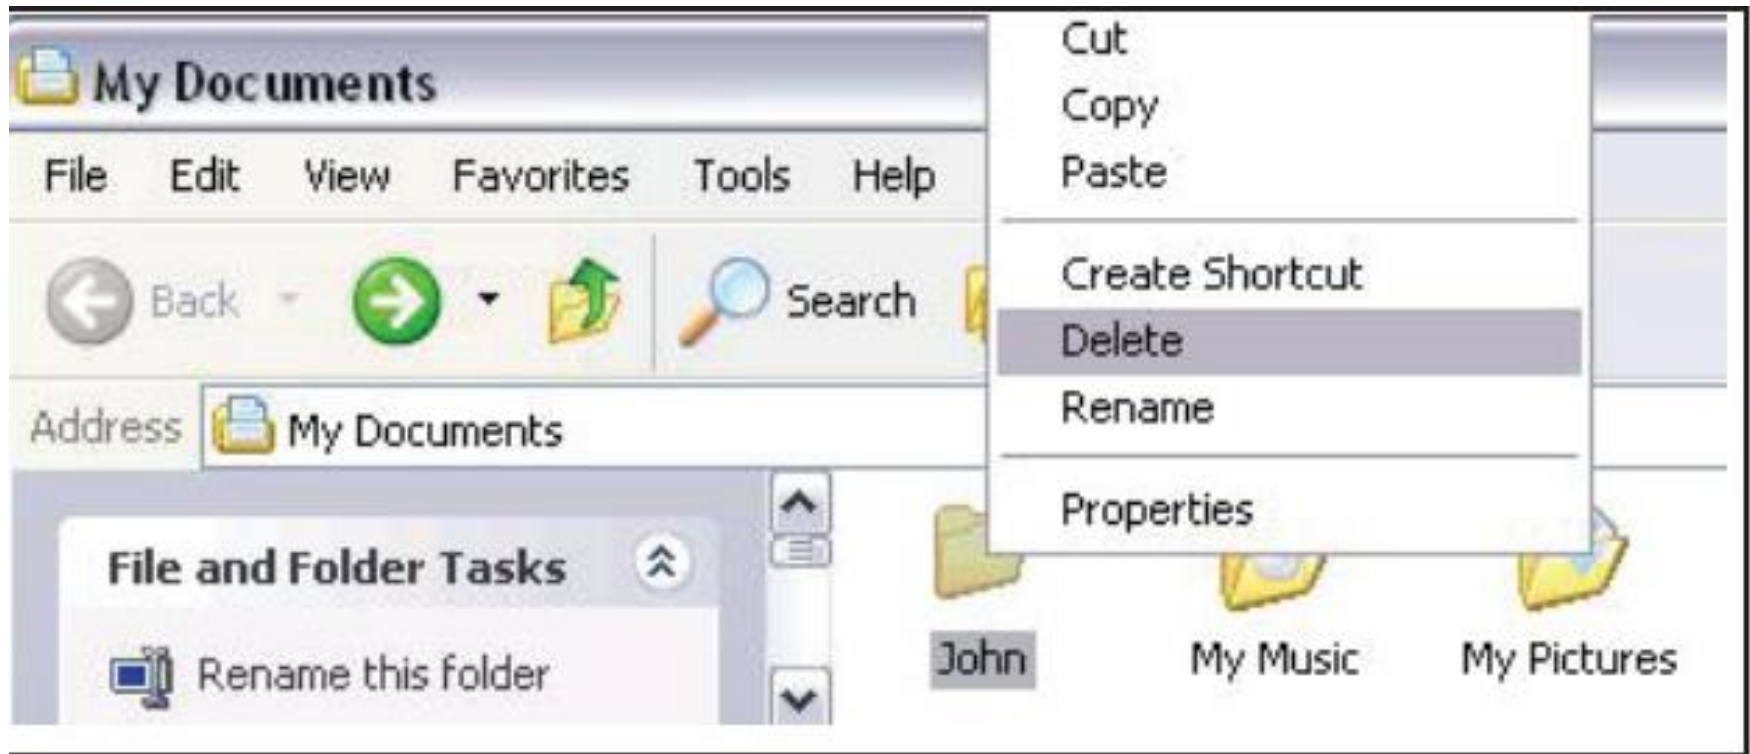 My Documents
File Edit View Favorites Tools Help
Back Search
Address My Documents
Cut
Copy
Paste
Create Shortcut
Delete
Rename
Properties
File and Folder Tasks
Rename this folder
John My Music My Pictures